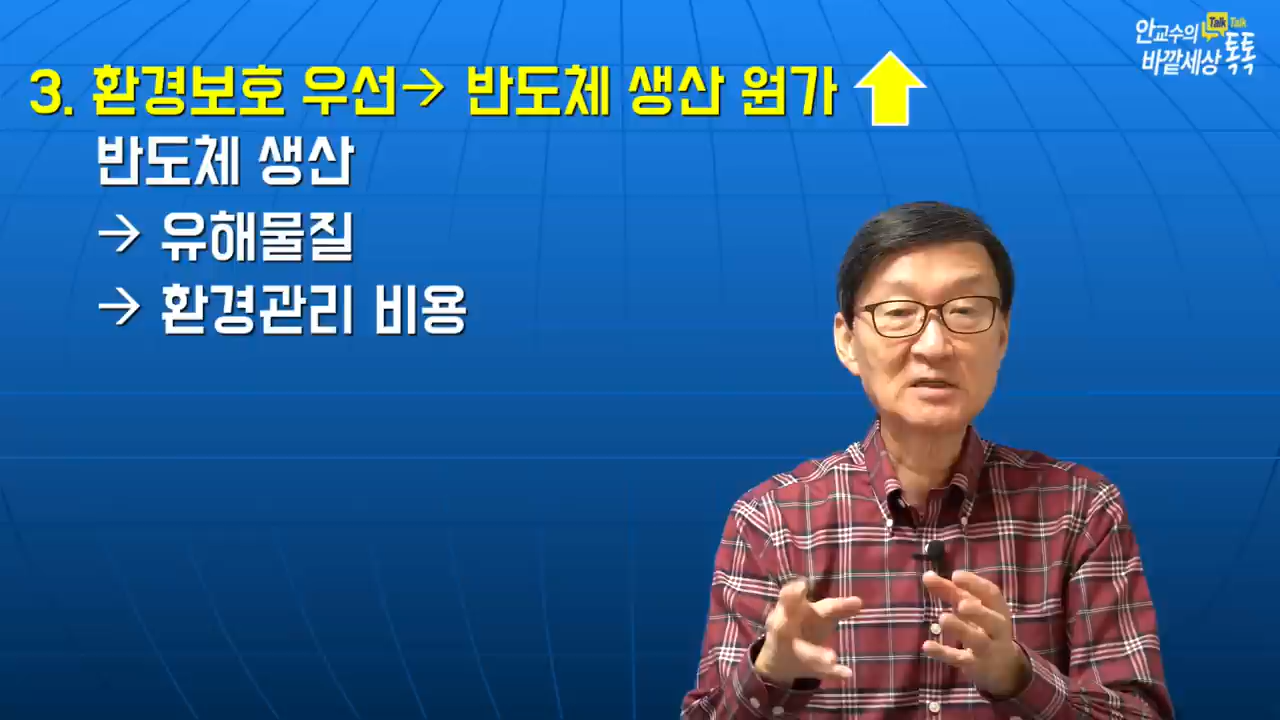 안교수의 Talk Talk
바깥세상 톡톡
3. 환경보호 우선→ 반도체 생산 원가
반도체 생산
→ 유해물질
→ 환경관리 비용